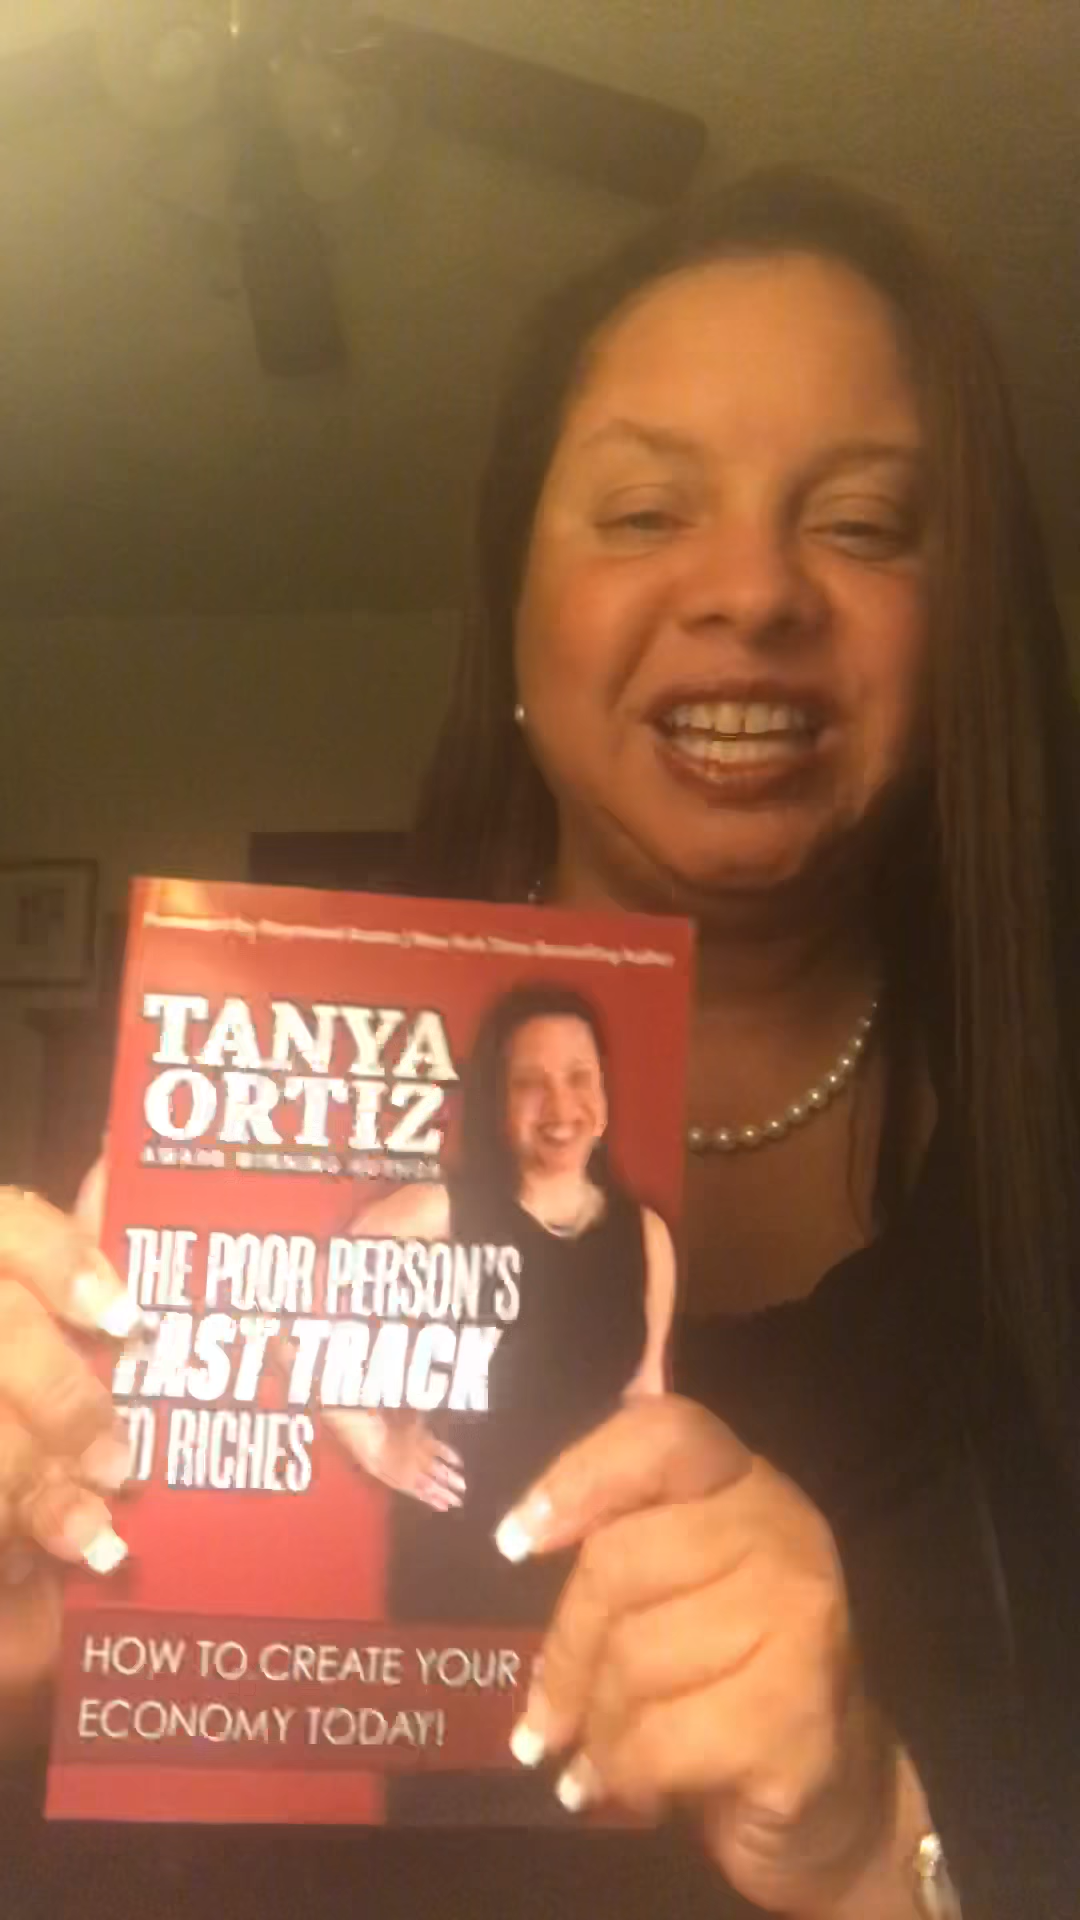 TANYA
ORTIZ
AWARD WINNING AUTHOR
THE POOR PERSON'S
FAST TRACK
TO RICHES
HOW TO CREATE YOUR
ECONOMY TODAY!